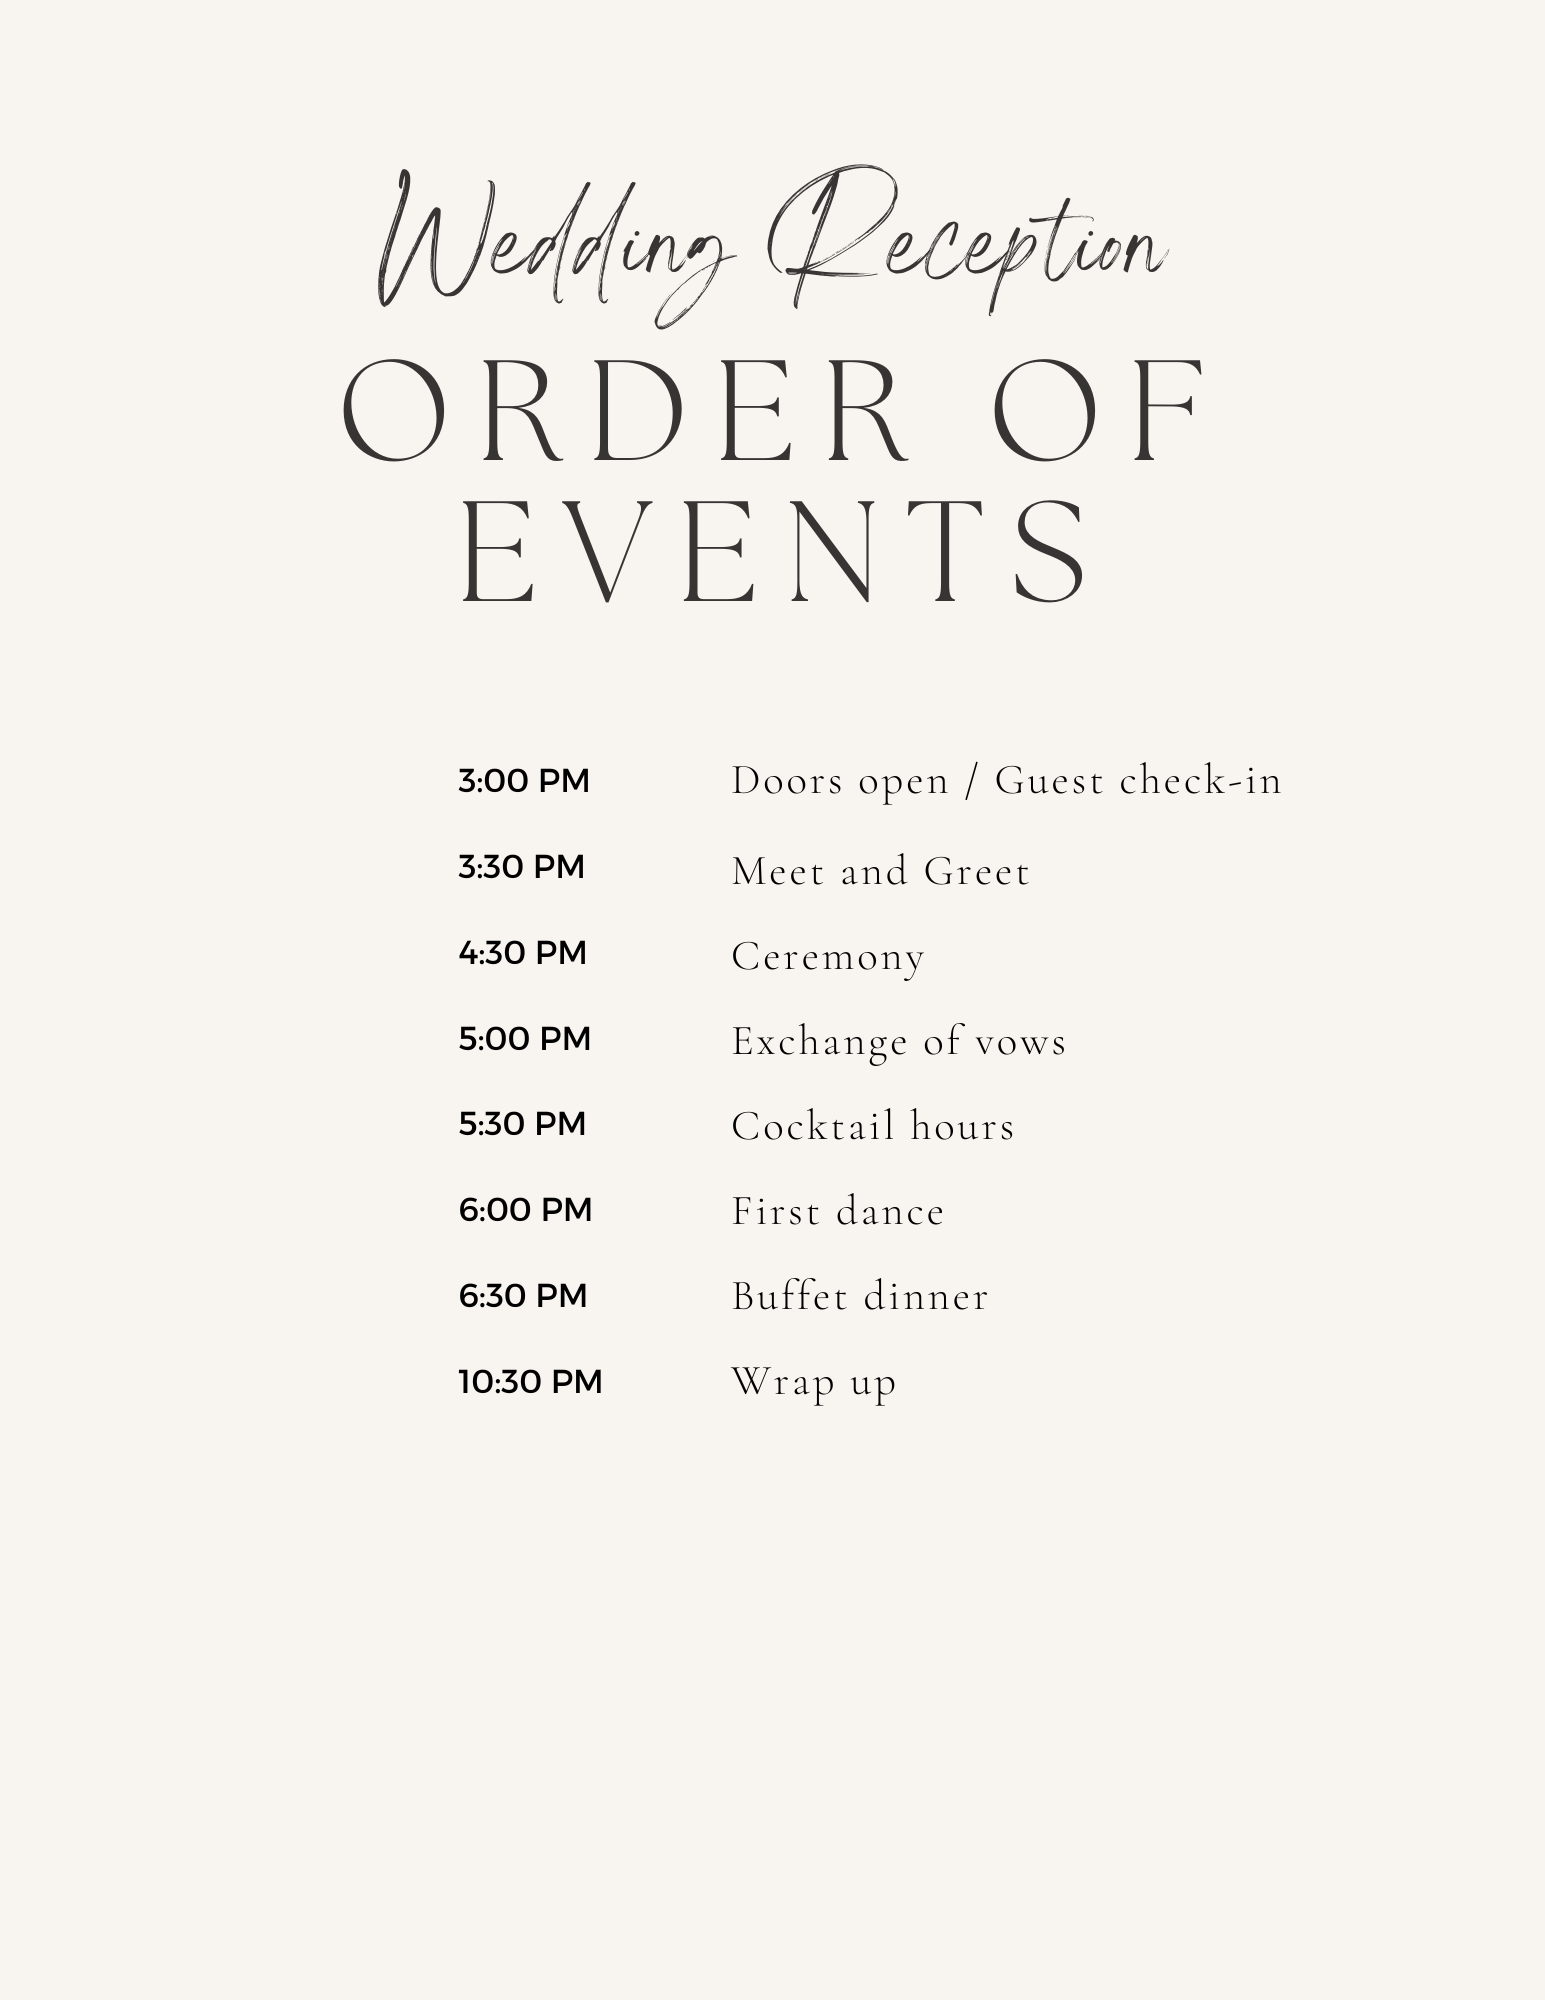 Wedding Reception
ORDER OF
EVENTS
3:00 PM Doors open / Guest check-in
3:30 PM Meet and Greet
4:30 PM Ceremony
5:00 PM Exchange of vows
5:30 PM Cocktail hours
6:00 PM First dance
6:30 PM Buffet dinner
10:30 PM Wrap up